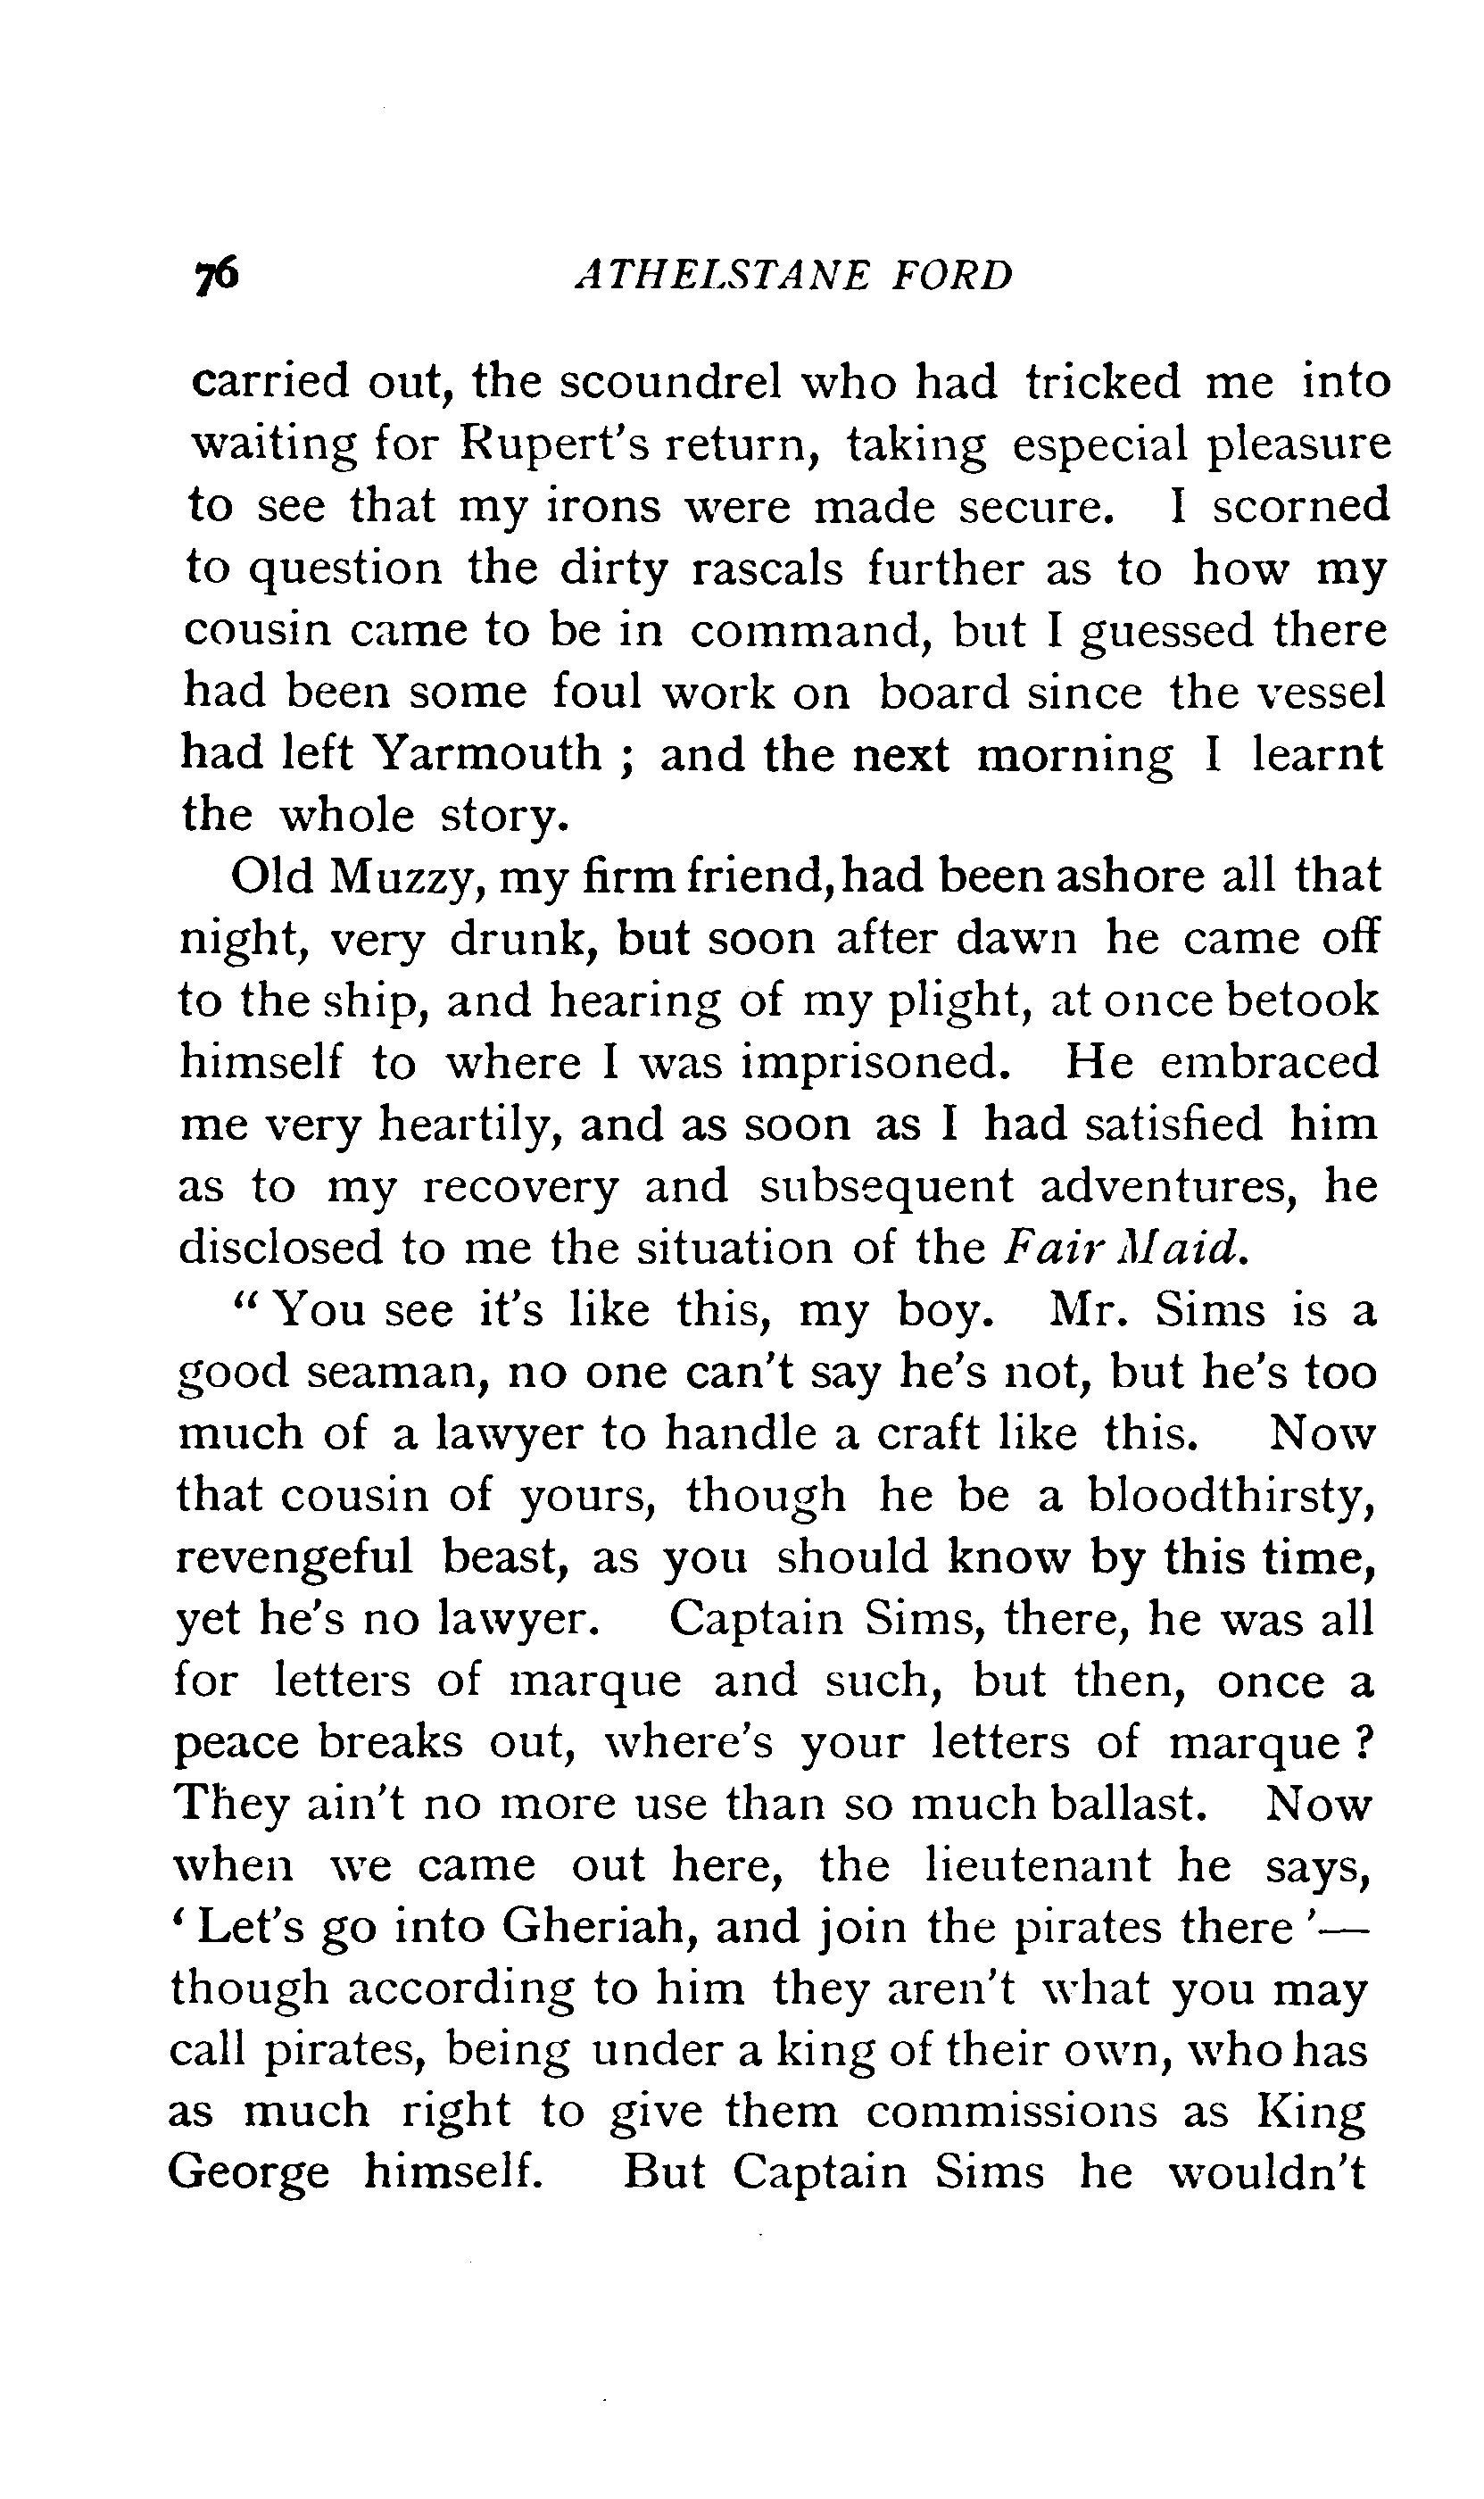 76 ATHELSTANE FORD
carried out, the scoundrel who had tricked me into
waiting for Rupert's return, taking especial pleasure
to see that my irons were made secure. I scorned
to question the dirty rascals further as to how my
cousin came to be in command, but I guessed there
had been some foul work on board since the vessel
had left Yarmouth ; and the next morning I learnt
the whole story.
Old Muzzy, my firm friend, had been ashore all that
night, very drunk, but soon after dawn he came off
to the ship, and hearing of my plight, at once betook
himself to where I was imprisoned. He embraced
me very heartily, and as soon as I had satisfied him
as to my recovery and subsequent adventures, he
disclosed to me the situation of the Fair Maid.
" You see it's like this, my boy. Mr. Sims is a
good seaman, no one can't say he's not, but he's too
much of a lawyer to handle a craft like this. Now
that cousin of yours, though he be a bloodthirsty,
revengeful beast, as you should know by this time,
yet he's no lawyer. Captain Sims, there, he was all
for letters of marque and such, but then, once a
peace breaks out, where's your letters of marque ?
They ain't no more use than so much ballast. Now
when we came out here, the lieutenant he says,
' Let's go into Gheriah, and join the pirates there '—
though according to him they aren't what you may
call pirates, being under a king of their own, who has
as much right to give them commissions as King
George himself. But Captain Sims he wouldn't